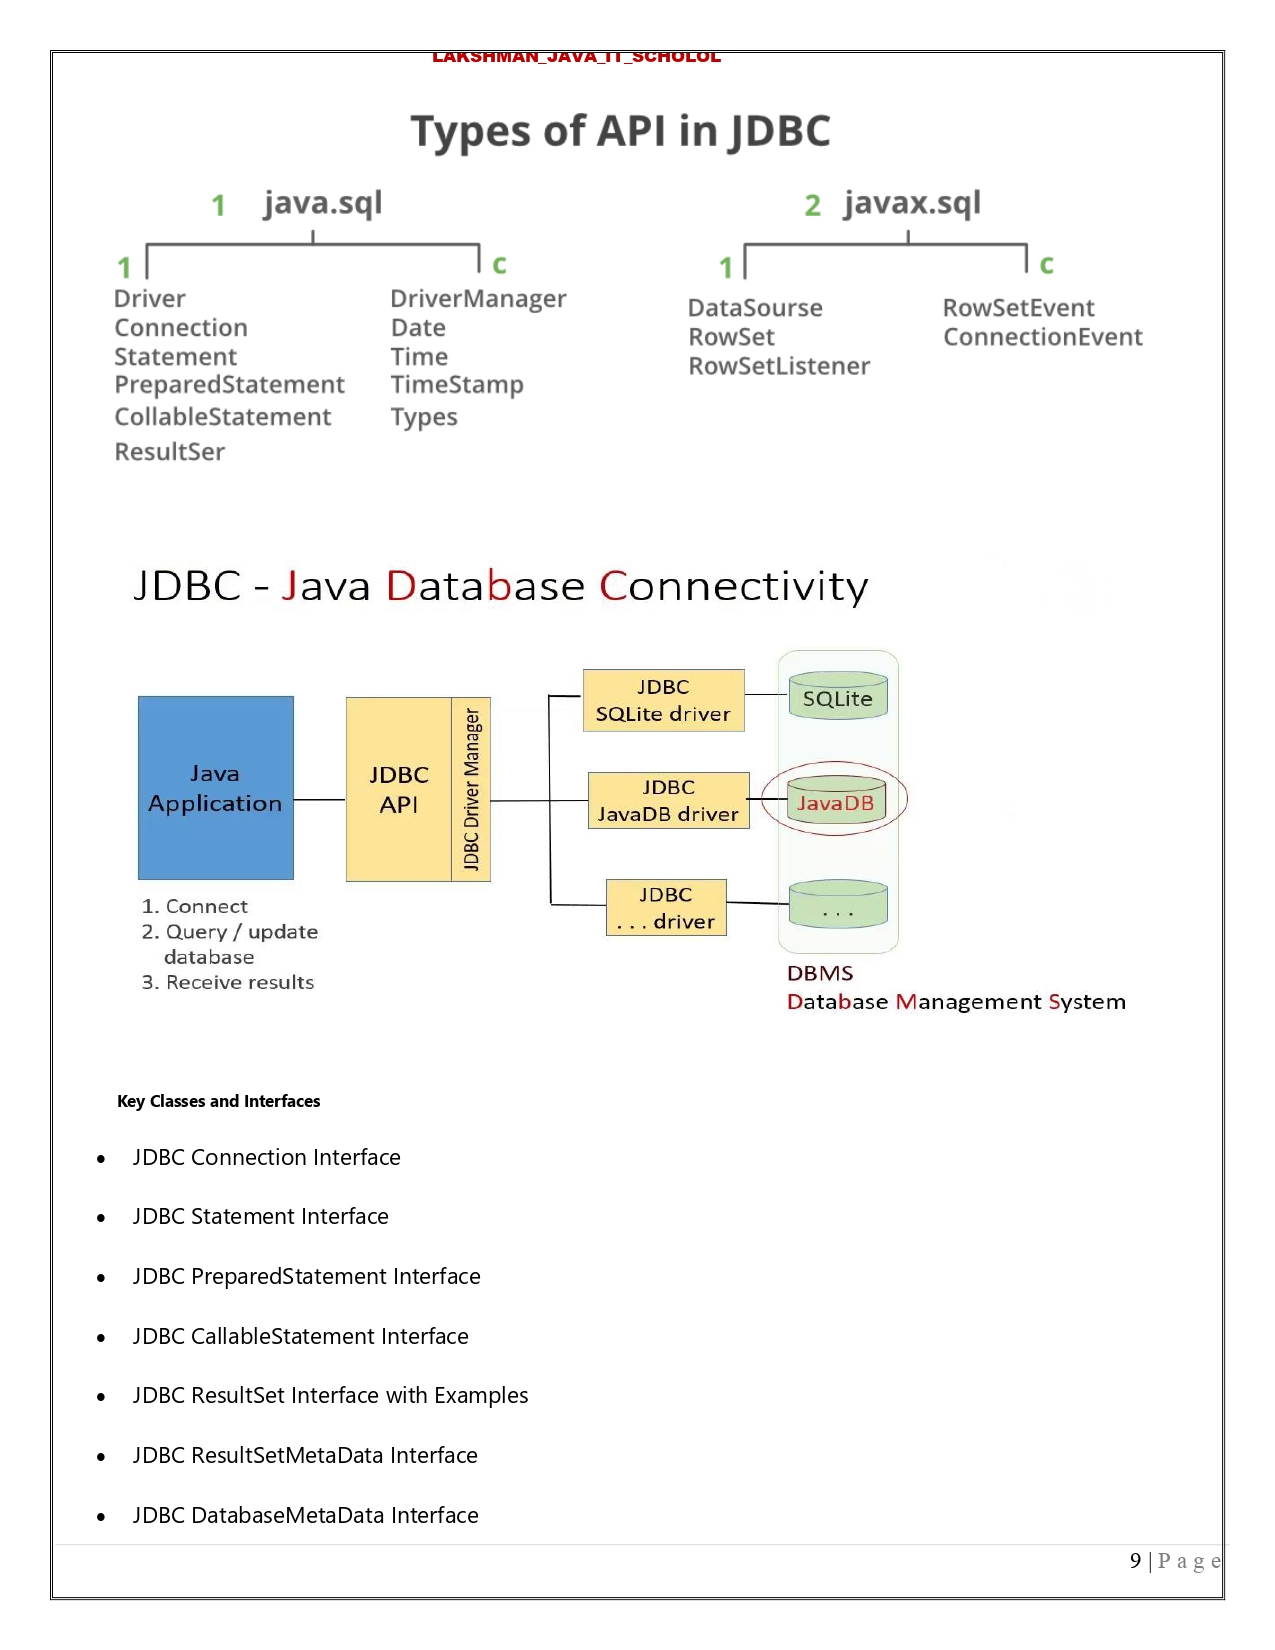 LAKSHMAN_JAVA_IT_SCHOLOL
Types of API in JDBC
1 java.sql
1
Driver
Connection
Statement
PreparedStatement
CollableStatement
ResultSer
c
DriverManager
Date
Time
TimeStamp
Types
2 javax.sql
1
DataSourse
RowSet
RowSetListener
c
RowSetEvent
ConnectionEvent
JDBC - Java Database Connectivity
Java
Application
1. Connect
2. Query / update
database
3. Receive results
JDBC
API
JDBC Driver Manager
JDBC
SQLite driver
SQLite
JDBC
JavaDB driver
JavaDB
JDBC
. . . driver
. . .
DBMS
Database Management System
Key Classes and Interfaces
• JDBC Connection Interface
• JDBC Statement Interface
• JDBC PreparedStatement Interface
• JDBC CallableStatement Interface
• JDBC ResultSet Interface with Examples
• JDBC ResultSetMetaData Interface
• JDBC DatabaseMetaData Interface
9 | Page